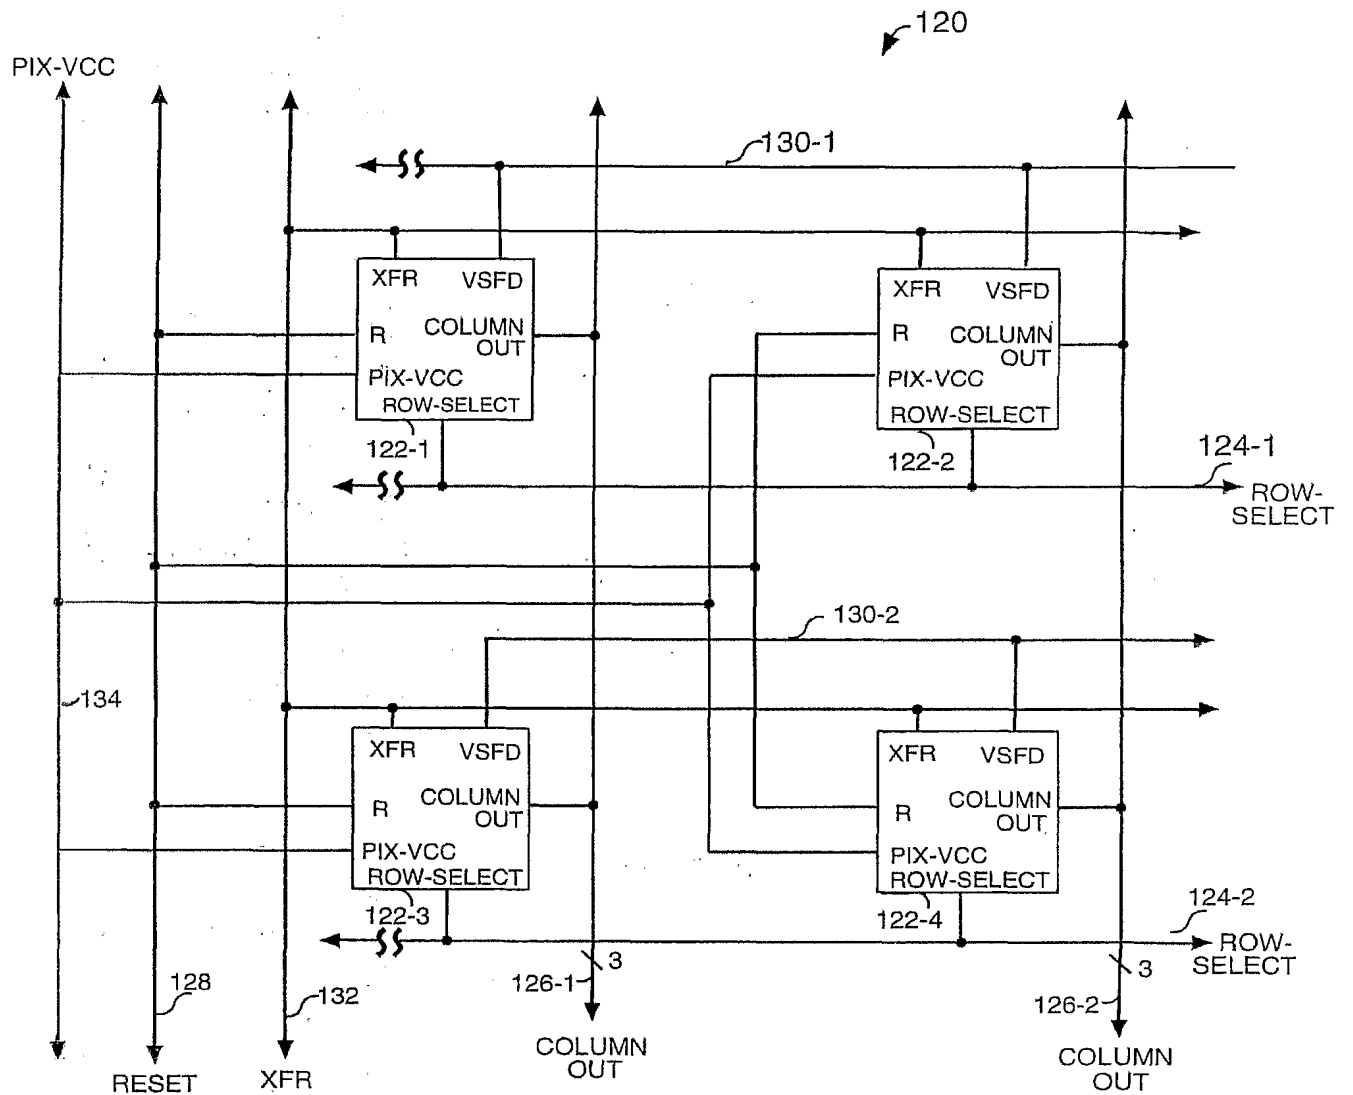 120
PIX-VCC
130-1
XFR VSFD
R COLUMN
OUT
PIX-VCC
ROW-SELECT
122-1
XFR VSFD
R COLUMN
OUT
PIX-VCC
ROW-SELECT
122-2
124-1
ROW-
SELECT
130-2
134
XFR VSFD
R COLUMN
OUT
PIX-VCC
ROW-SELECT
122-3
XFR VSFD
R COLUMN
OUT
PIX-VCC
ROW-SELECT
122-4
124-2
ROW-
SELECT
3
126-1
3
126-2
128
132
COLUMN
OUT
COLUMN
OUT
RESET
XFR